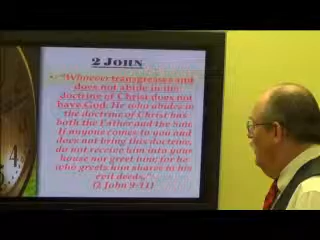 2 JOHN
"Whoever transgresses and
does not abide in the
doctrine of Christ does not
have God. He who abides in
the doctrine of Christ has
both the Father and the Son
If anyone comes to you and
does not bring this doctrine,
do not receive him into your
house nor greet him; for he
who greets him shares in his
evil deeds."
(2 John 9-11)
4